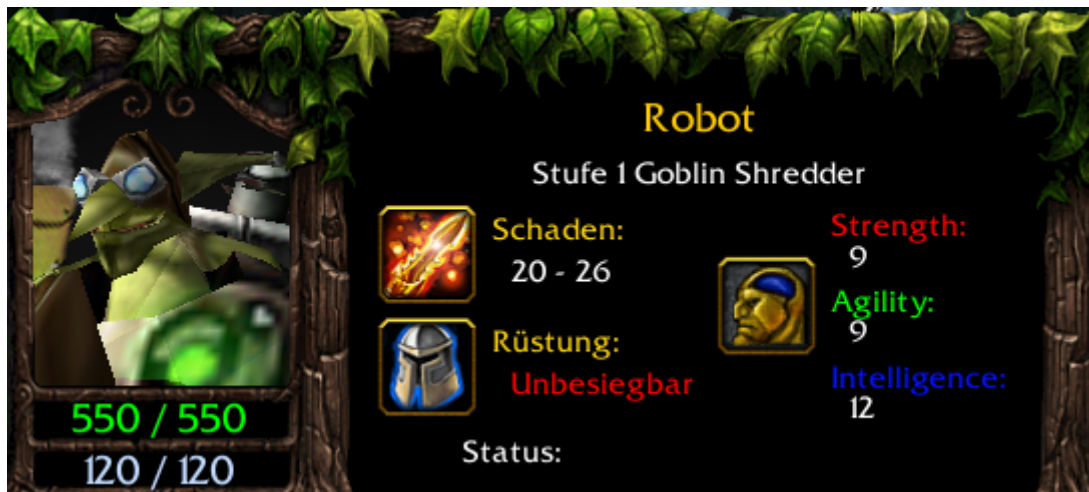 Robot
Stufe 1 Goblin Shredder
Schaden:
20 - 26
Rüstung:
Unbesiegbar
Strength:
9
Agility:
9
Intelligence:
12
Status:
550 / 550
120 / 120